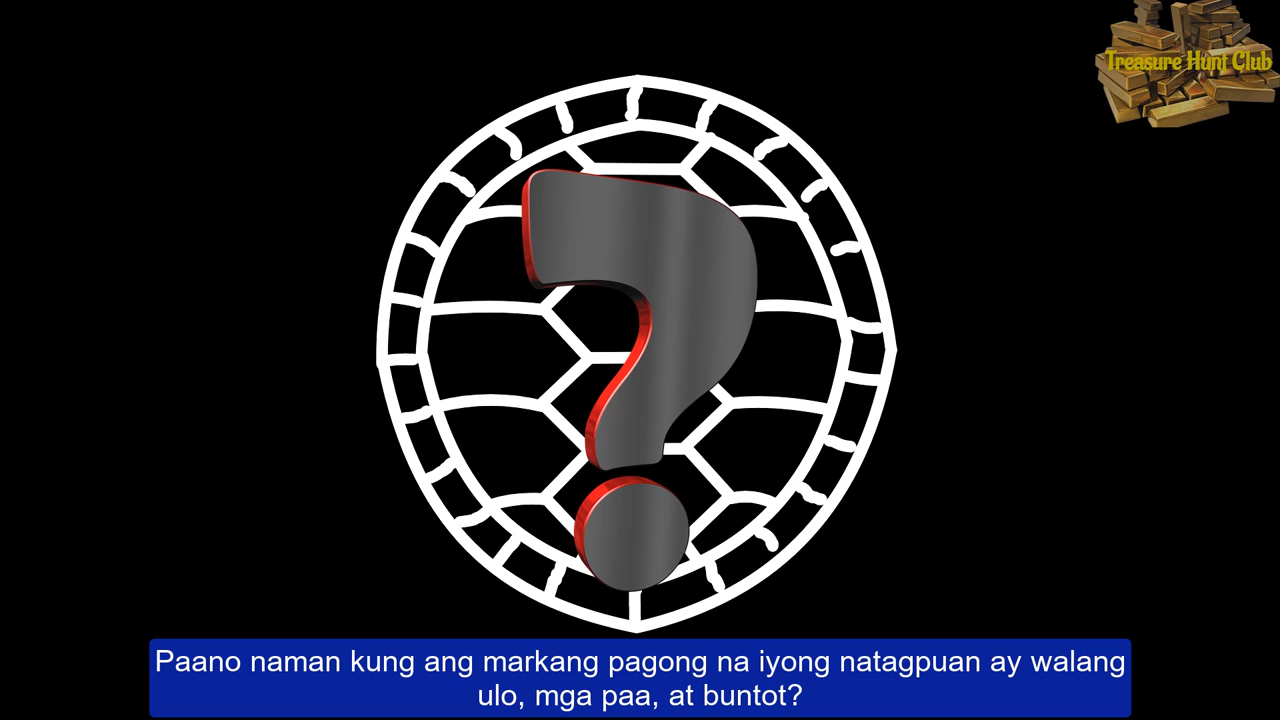 Treasure Hunt Club
Paano naman kung ang markang pagong na iyong natagpuan ay walang
ulo, mga paa, at buntot?